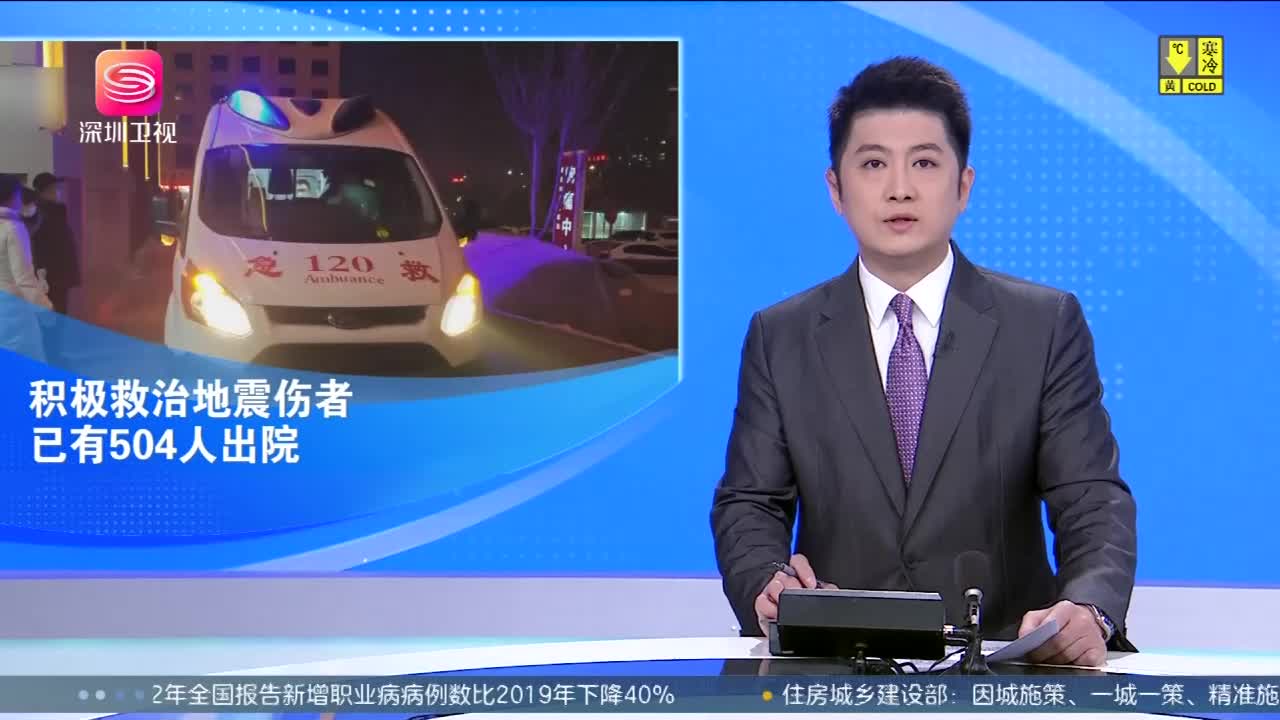 深圳卫视
℃
寒冷
黄
COLD
急 120 救
Ambulance
积极救治地震伤者
已有504人出院
2年全国报告新增职业病病例数比2019年下降40%
住房城乡建设部：因城施策、一城一策、精准施